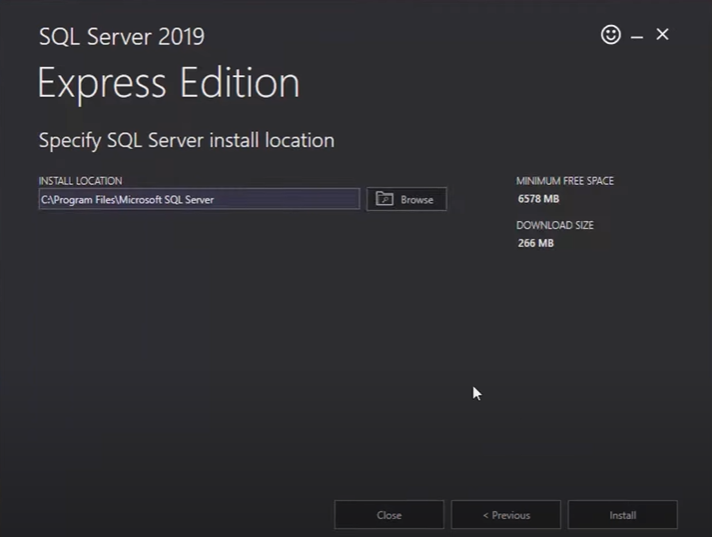 SQL Server 2019
Express Edition
Specify SQL Server install location
INSTALL LOCATION
C:\Program Files\Microsoft SQL Server
Browse
MINIMUM FREE SPACE
6578 MB
DOWNLOAD SIZE
266 MB
Close
< Previous
Install